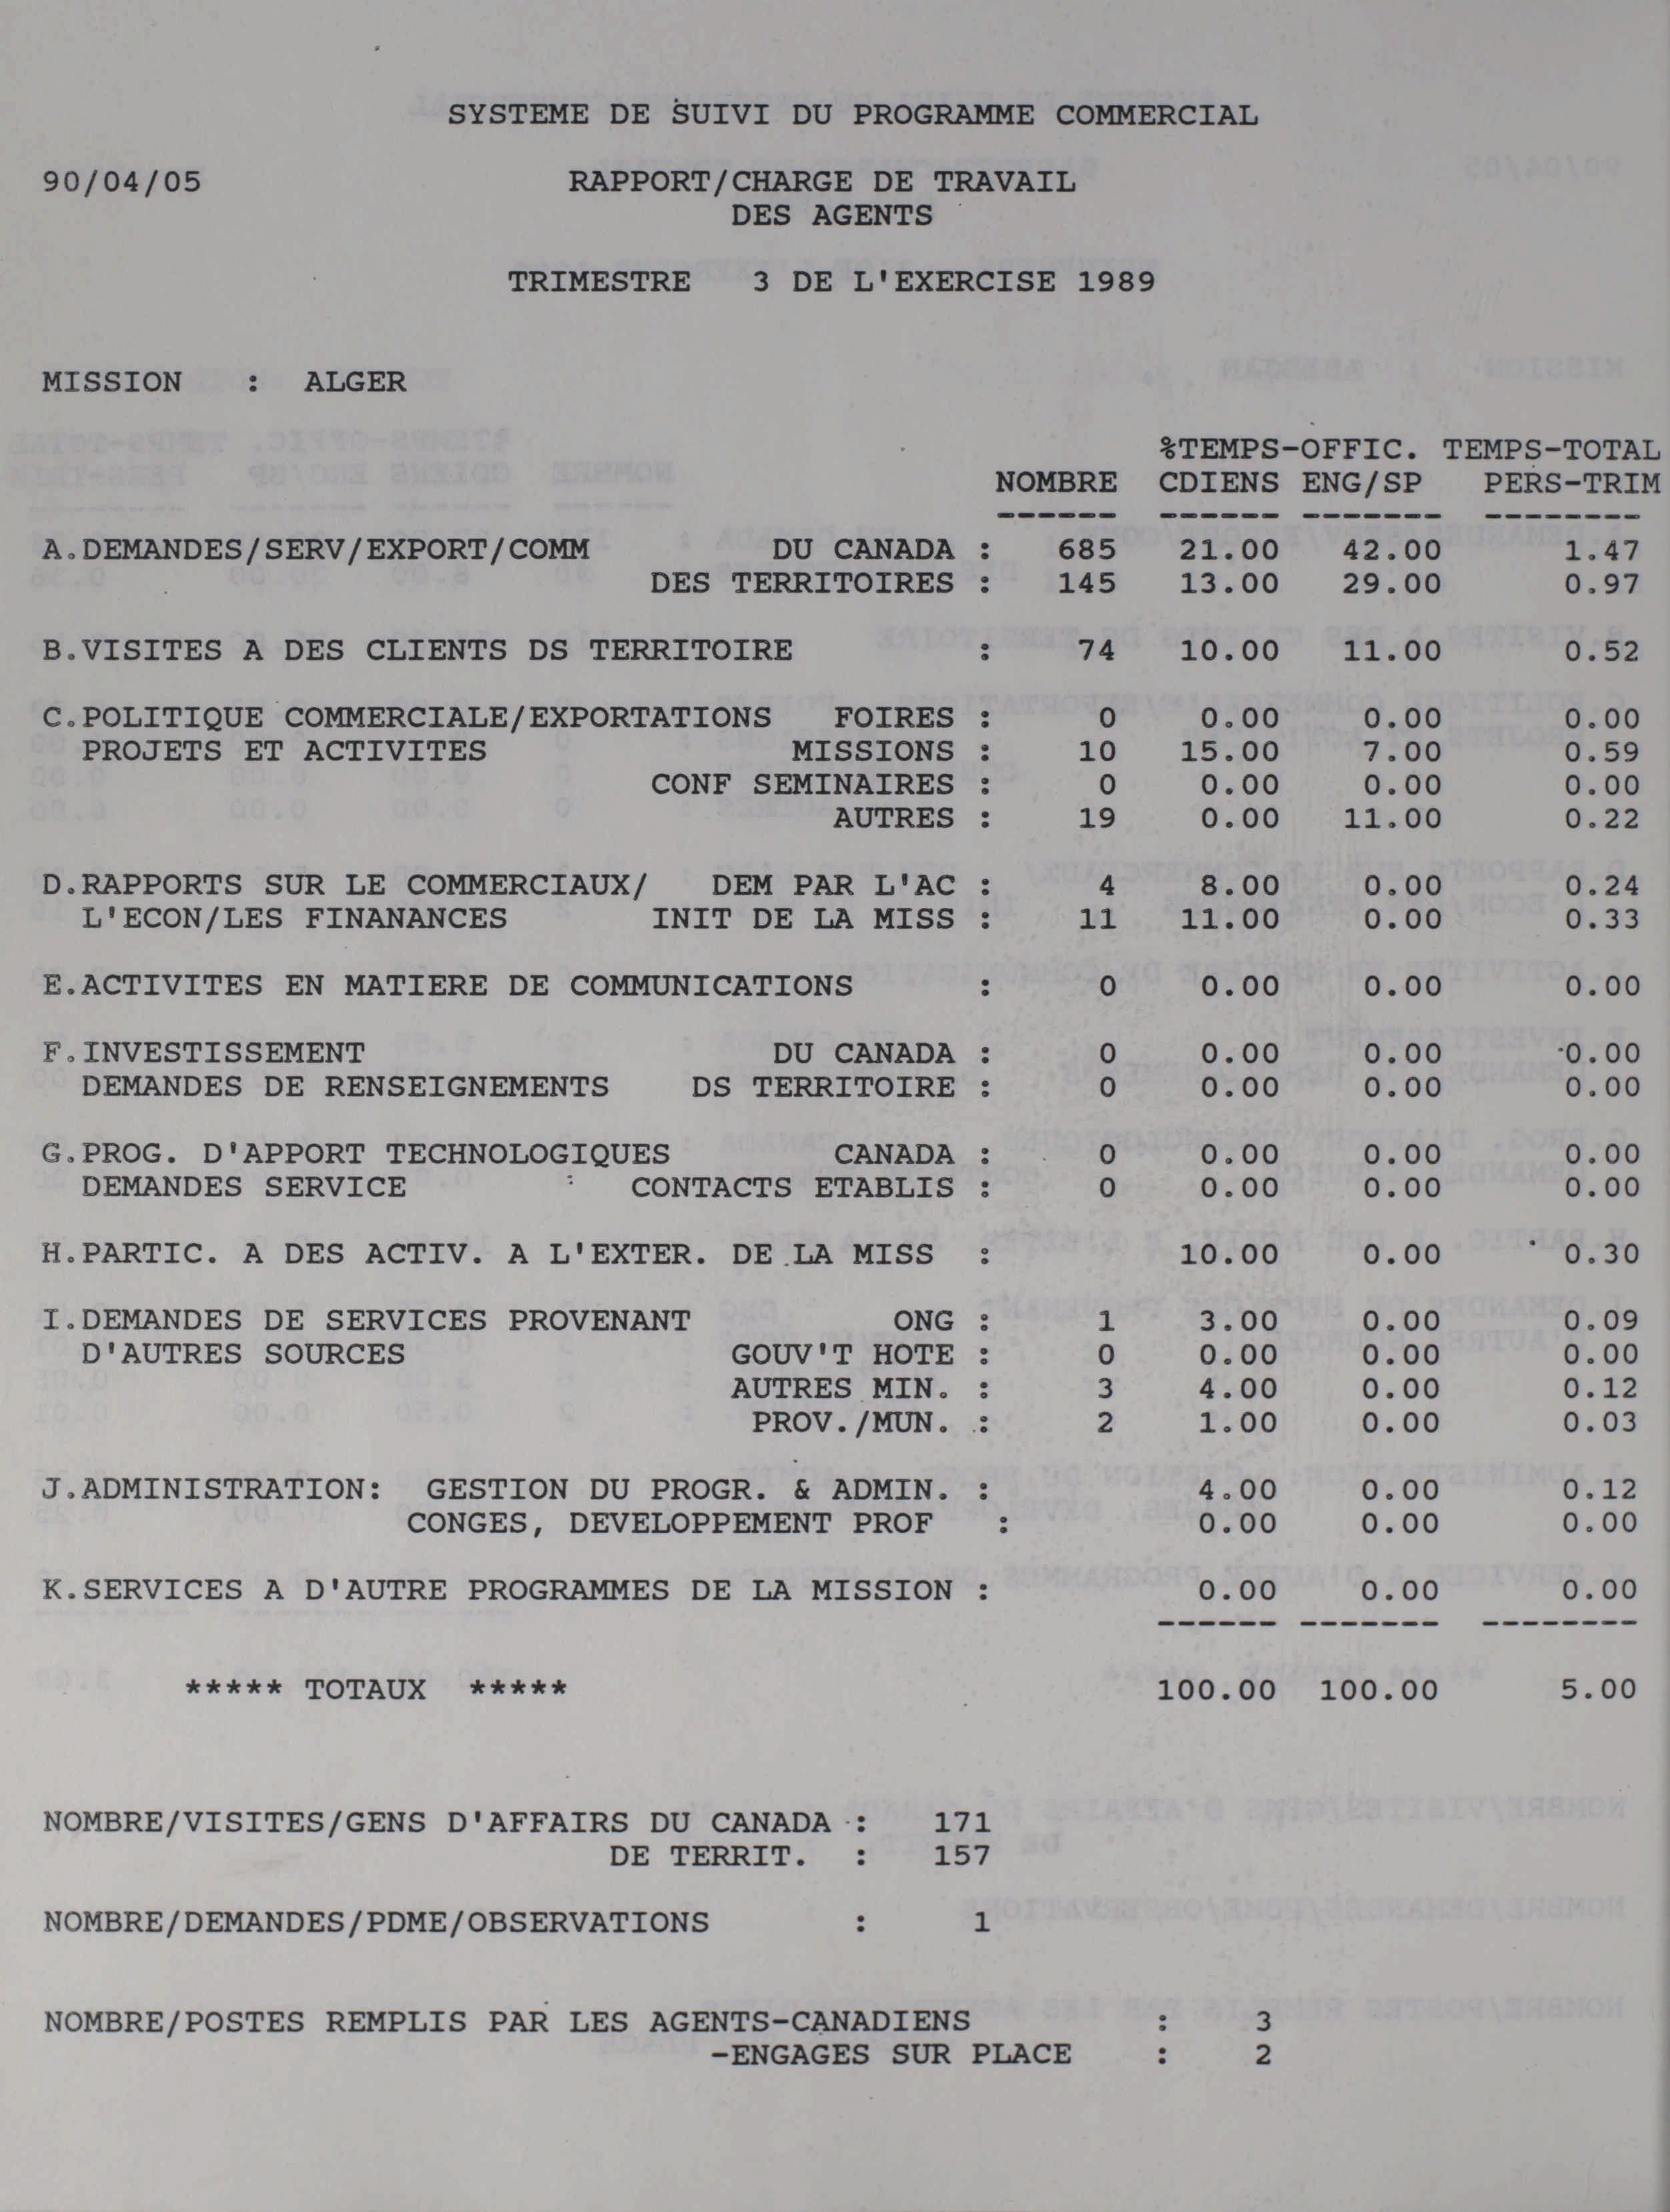 SYSTEME DE SUIVI DU PROGRAMME COMMERCIAL
90/04/05 RAPPORT/CHARGE DE TRAVAIL
DES AGENTS
TRIMESTRE 3 DE L'EXERCISE 1989
MISSION : ALGER
%TEMPS-OFFIC. TEMPS-TOTAL
NOMBRE CDIENS ENG/SP PERS-TRIM
------ ------ ------- --------
A.DEMANDES/SERV/EXPORT/COMM DU CANADA : 685 21.00 42.00 1.47
DES TERRITOIRES : 145 13.00 29.00 0.97
B.VISITES A DES CLIENTS DS TERRITOIRE : 74 10.00 11.00 0.52
C.POLITIQUE COMMERCIALE/EXPORTATIONS FOIRES : 0 0.00 0.00 0.00
PROJETS ET ACTIVITES MISSIONS : 10 15.00 7.00 0.59
CONF SEMINAIRES : 0 0.00 0.00 0.00
AUTRES : 19 0.00 11.00 0.22
D.RAPPORTS SUR LE COMMERCIAUX/ DEM PAR L'AC : 4 8.00 0.00 0.24
L'ECON/LES FINANANCES INIT DE LA MISS : 11 11.00 0.00 0.33
E.ACTIVITES EN MATIERE DE COMMUNICATIONS : 0 0.00 0.00 0.00
F.INVESTISSEMENT DU CANADA : 0 0.00 0.00 0.00
DEMANDES DE RENSEIGNEMENTS DS TERRITOIRE : 0 0.00 0.00 0.00
G.PROG. D'APPORT TECHNOLOGIQUES CANADA : 0 0.00 0.00 0.00
DEMANDES SERVICE CONTACTS ETABLIS : 0 0.00 0.00 0.00
H.PARTIC. A DES ACTIV. A L'EXTER. DE LA MISS : 10.00 0.00 0.30
I.DEMANDES DE SERVICES PROVENANT ONG : 1 3.00 0.00 0.09
D'AUTRES SOURCES GOUV'T HOTE : 0 0.00 0.00 0.00
AUTRES MIN. : 3 4.00 0.00 0.12
PROV./MUN. : 2 1.00 0.00 0.03
J.ADMINISTRATION: GESTION DU PROGR. & ADMIN. : 4.00 0.00 0.12
CONGES, DEVELOPPEMENT PROF : 0.00 0.00 0.00
K.SERVICES A D'AUTRE PROGRAMMES DE LA MISSION : 0.00 0.00 0.00
------ ------- --------
***** TOTAUX ***** 100.00 100.00 5.00
NOMBRE/VISITES/GENS D'AFFAIRS DU CANADA : 171
DE TERRIT. : 157
NOMBRE/DEMANDES/PDME/OBSERVATIONS : 1
NOMBRE/POSTES REMPLIS PAR LES AGENTS-CANADIENS : 3
-ENGAGES SUR PLACE : 2